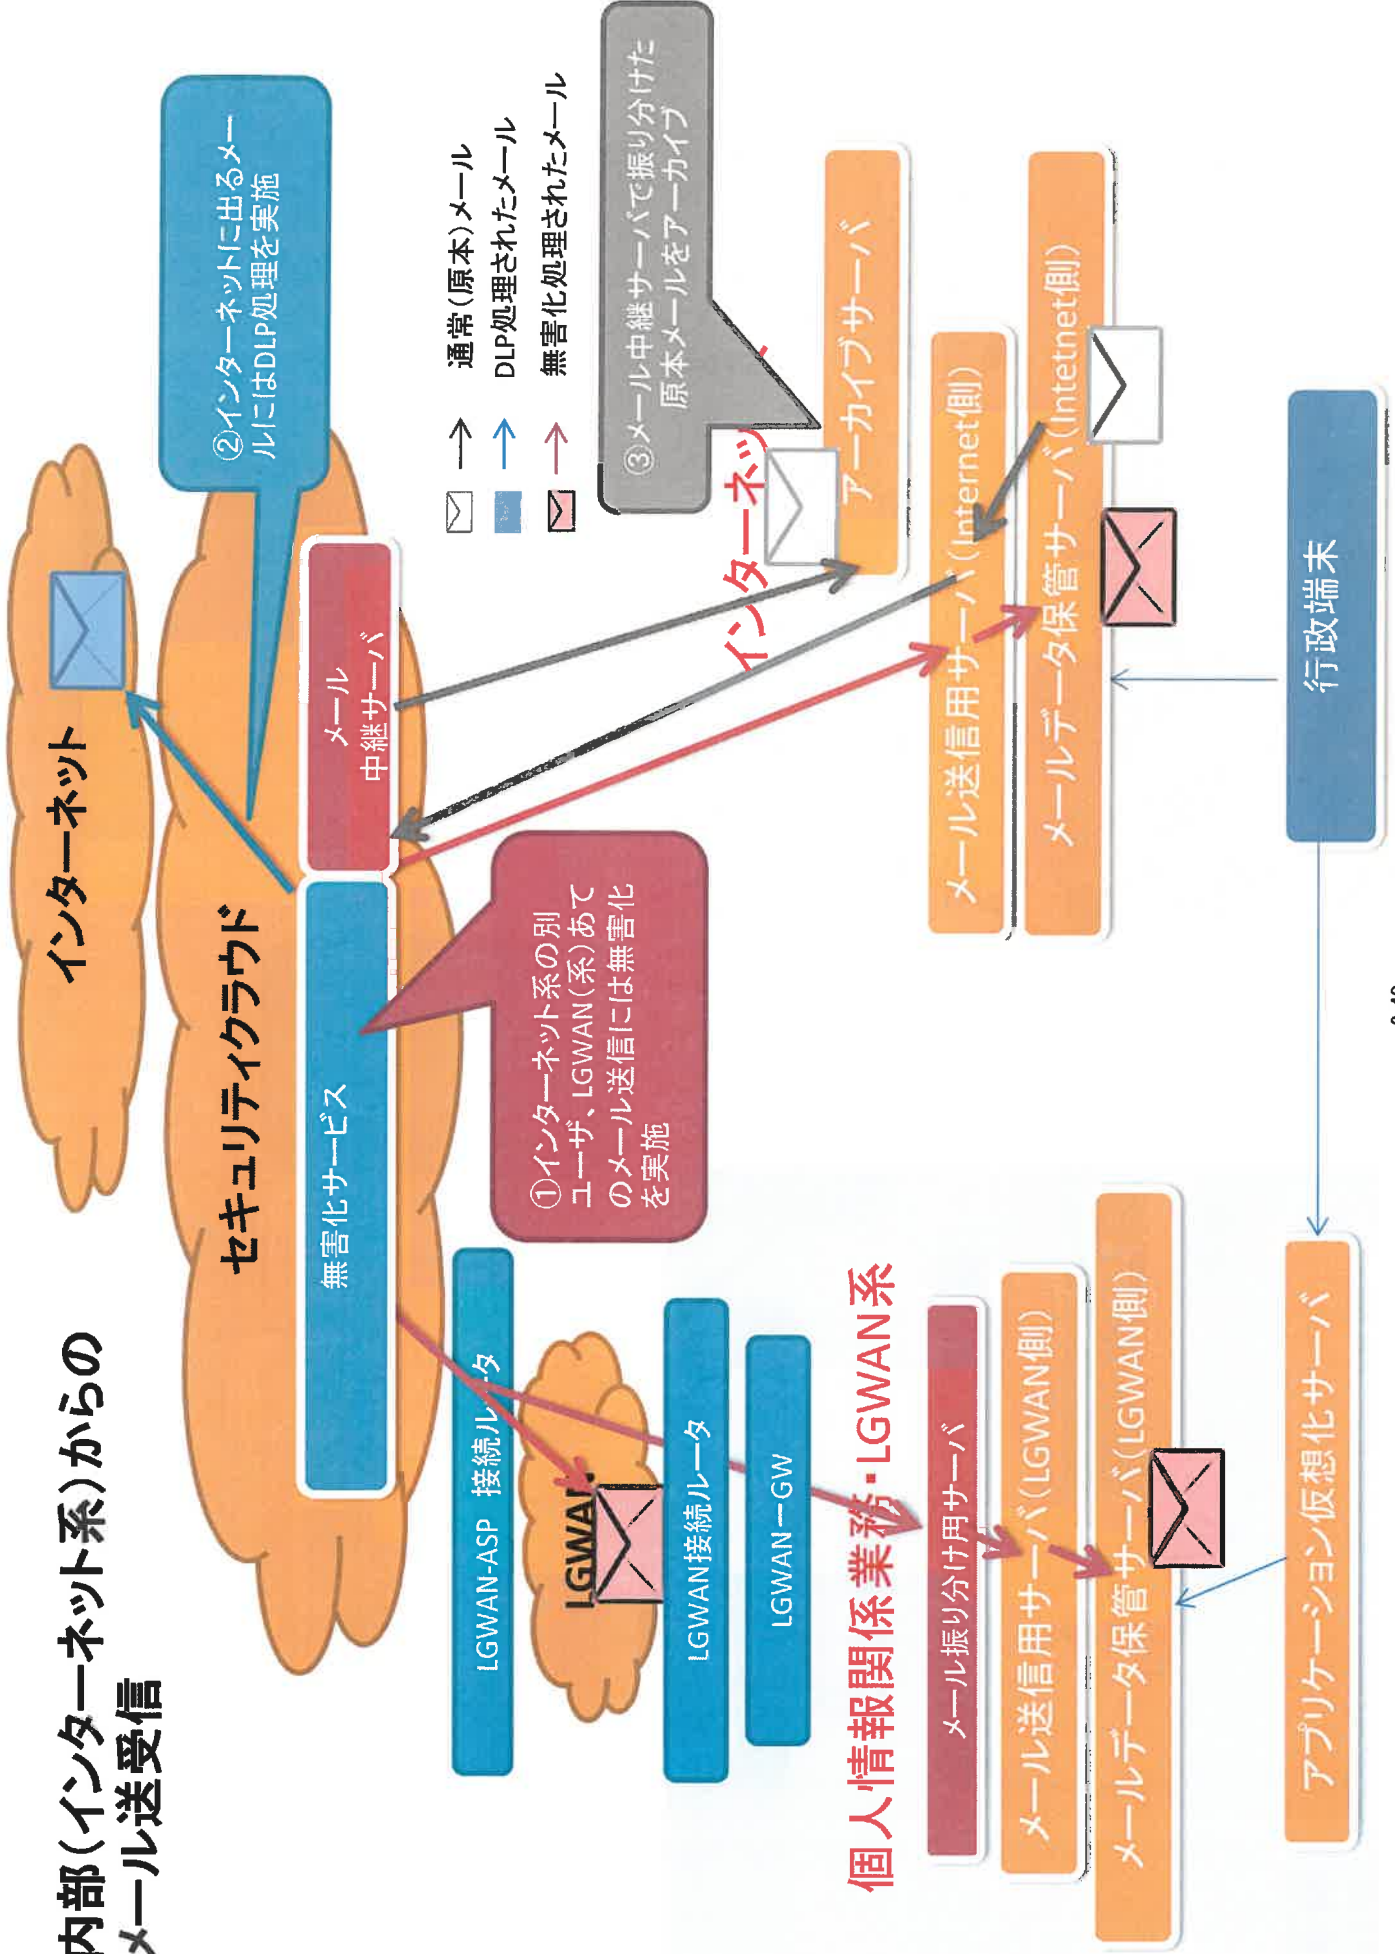 内部(インターネット系)からの
メール送受信
インターネット
②インターネットに出るメー
ルにはDLP処理を実施
セキュリティクラウド
無害化サービス
メール
中継サーバ
通常(原本)メール
DLP処理されたメール
無害化処理されたメール
①インターネット系の別
ユーザ、LGWAN(系)あて
のメール送信には無害化
を実施
③メール中継サーバで振り分けた
原本メールをアーカイブ
LGWAN-ASP 接続ルータ
LGWA
LGWAN接続ルータ
LGWANーGW
インターネッ
アーカイブサーバ
個人情報関係業務・LGWAN系
メール振り分け用サーバ
メール送信用サーバ(LGWAN側)
メールデータ保管サーバ(LGWAN側)
メール送信用サーバ(Internet側)
メールデータ保管サーバ(Intetnet側)
アプリケーション仮想化サーバ
行政端末